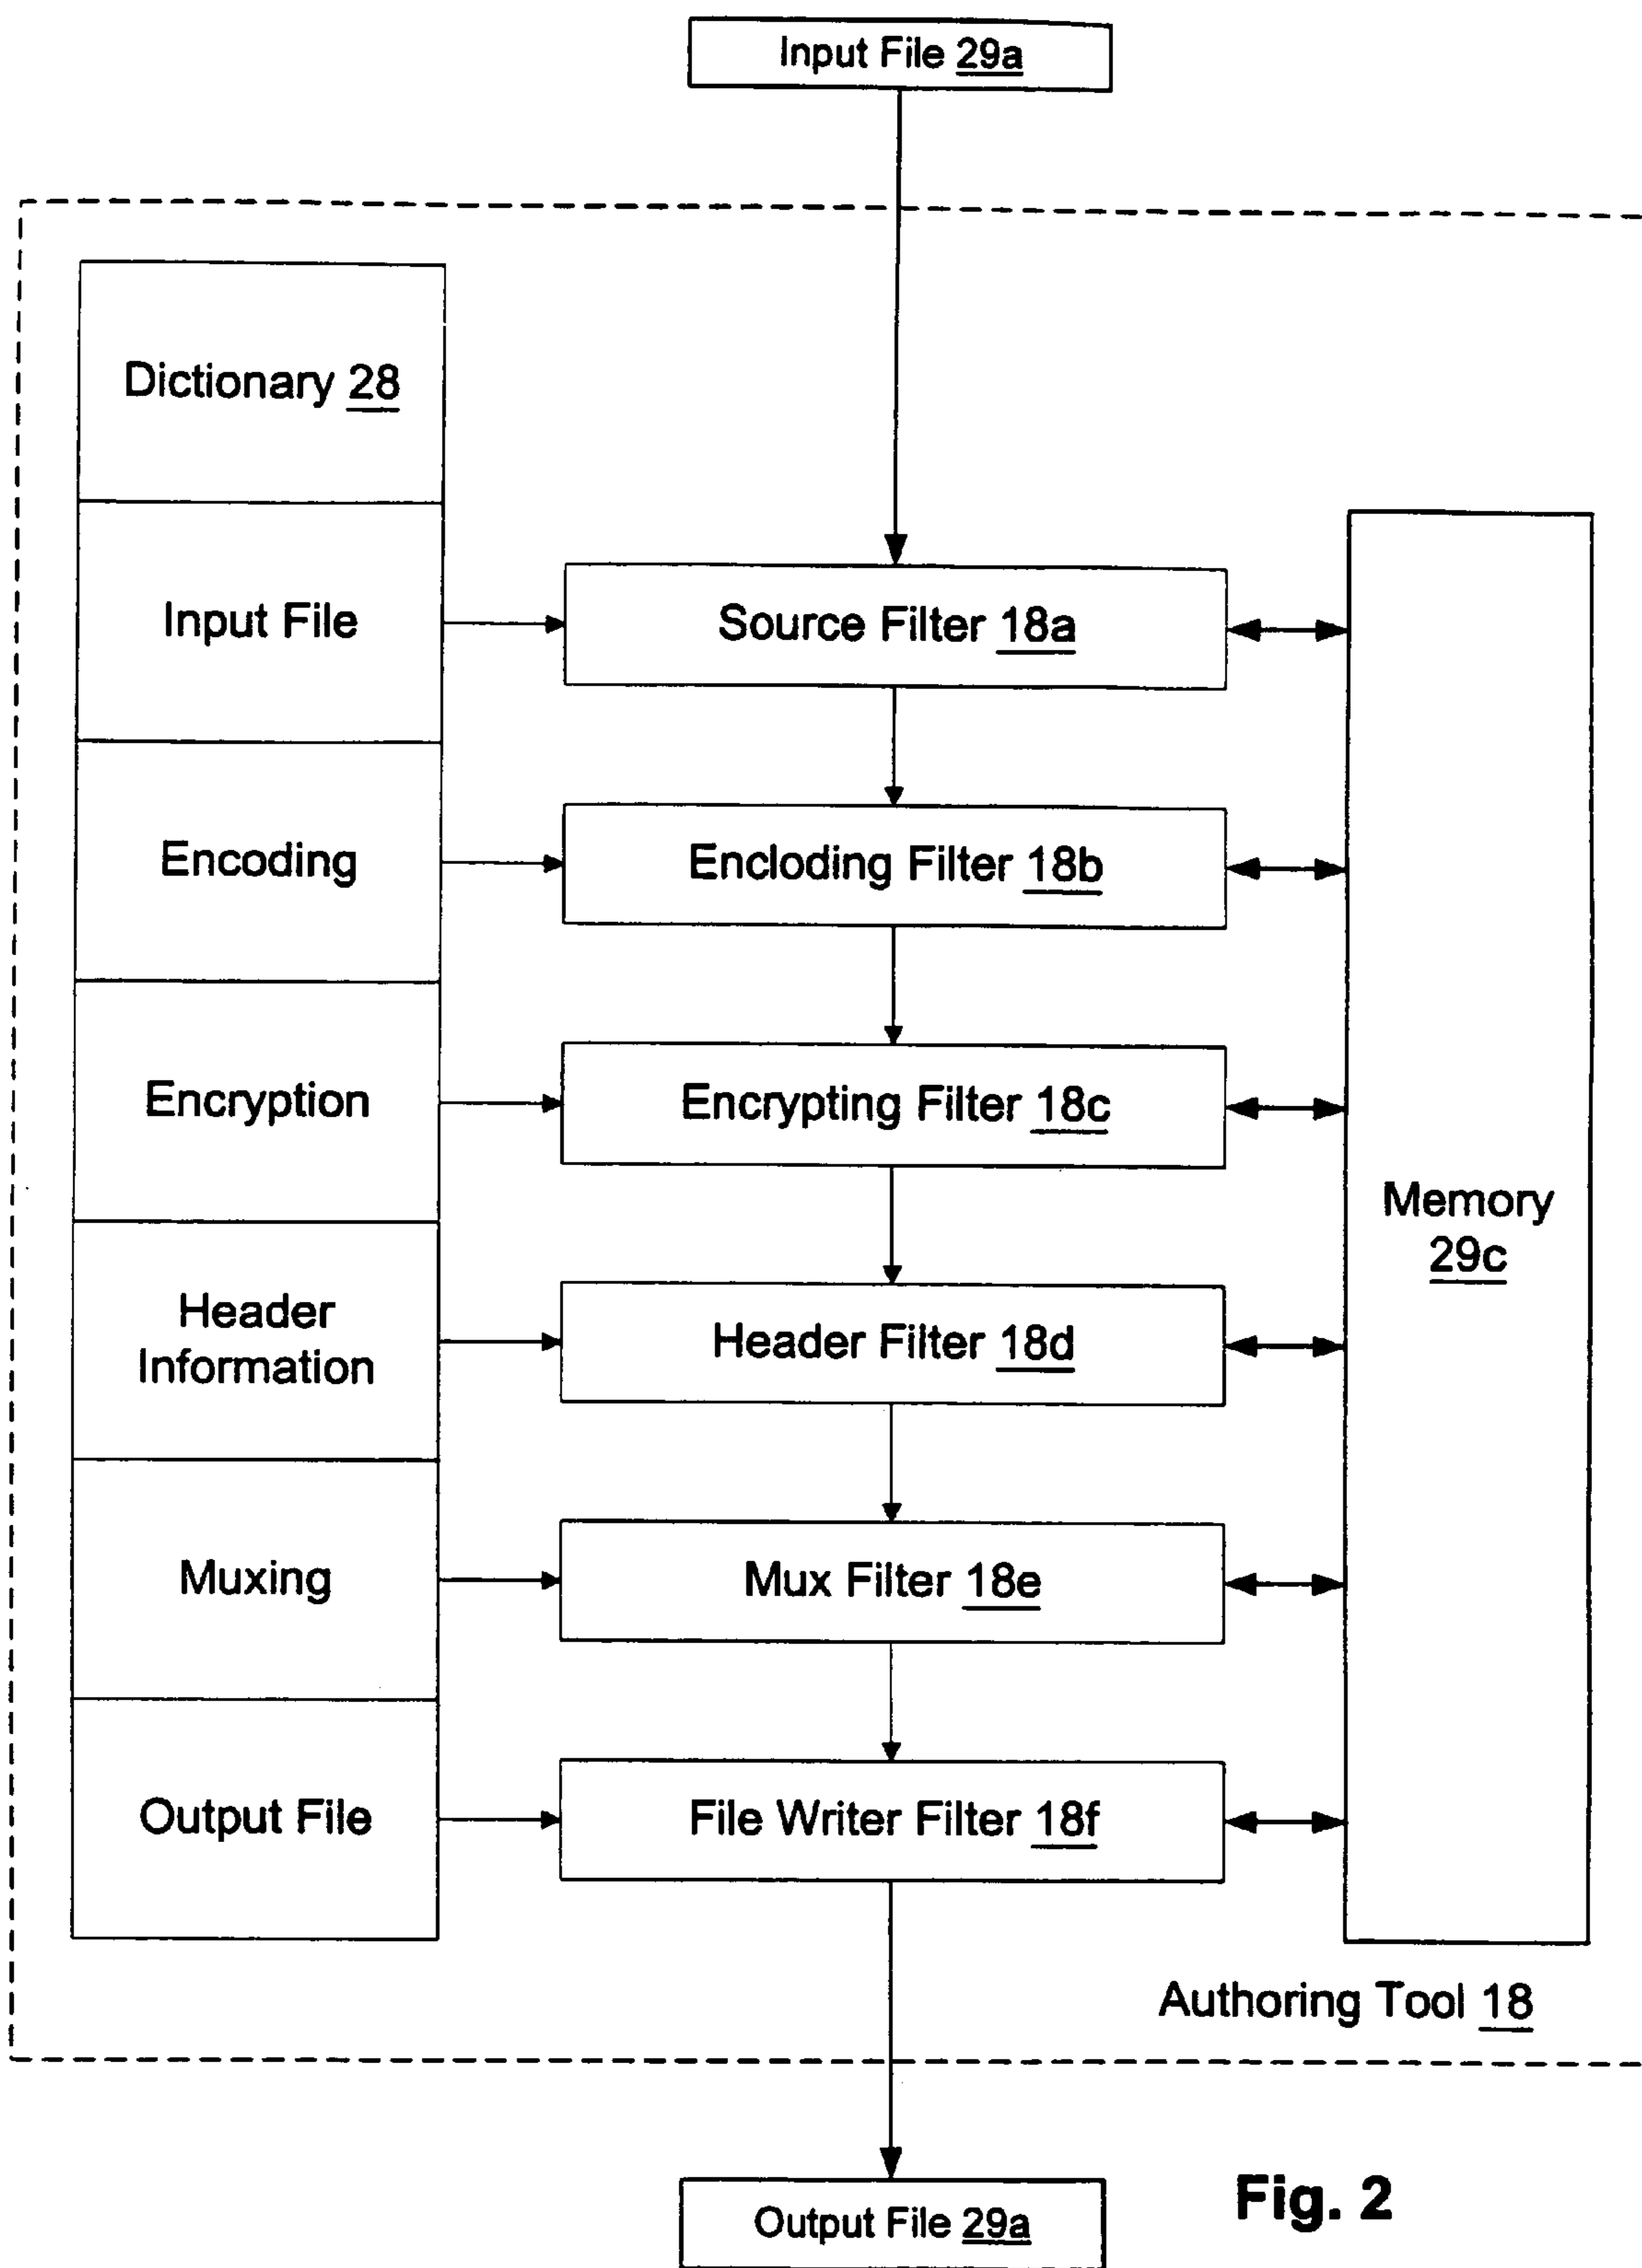 Input File 29a
Dictionary 28
Input File
Source Filter 18a
Encoding
Encloding Filter 18b
Encryption
Encrypting Filter 18c
Memory
29c
Header
Information
Header Filter 18d
Muxing
Mux Filter 18e
Output File
File Writer Filter 18f
Authoring Tool 18
Output File 29a
Fig. 2